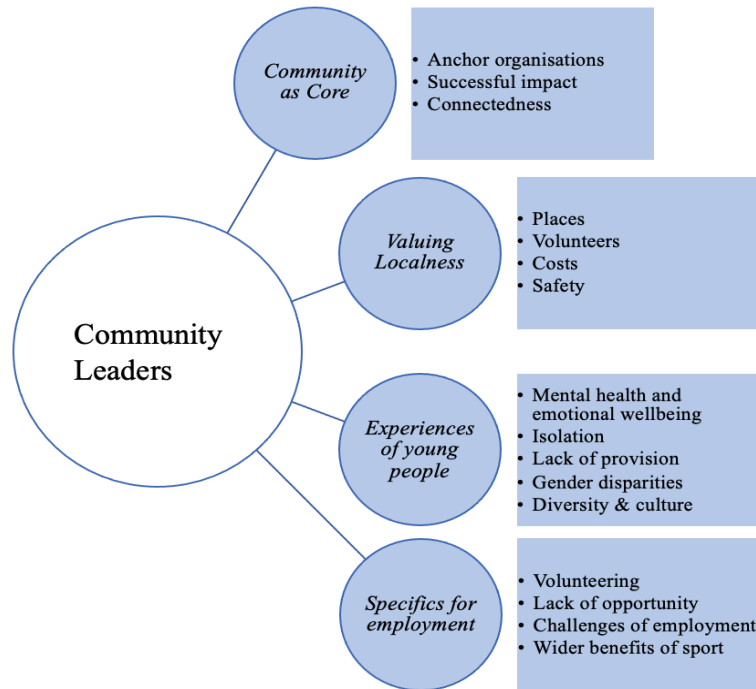 Community
Leaders
Community
as Core
• Anchor organisations
• Successful impact
• Connectedness
Valuing
Localness
• Places
• Volunteers
• Costs
• Safety
Experiences
of young
people
• Mental health and
emotional wellbeing
• Isolation
• Lack of provision
• Gender disparities
• Diversity & culture
Specifics for
employment
• Volunteering
• Lack of opportunity
• Challenges of employment
• Wider benefits of sport